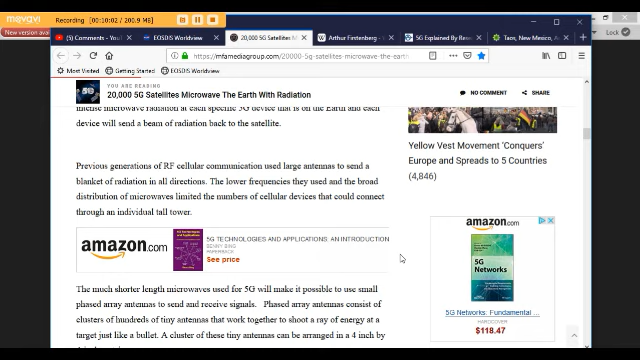 movavi
Recording
00:10:02 / 200.9 MB
New version avai
Lock
(5) Comments - You
EOSDIS Worldview
20,000 5G Satellites M
Arthur Firstenberg -
5G Explained By Rese
Taos, New Mexico, A
https://mfamediagroup.com/20000-5g-satellites-microwave-the-earth
Most Visited
Getting Started
EOSDIS Worldview
YOU ARE READING
20,000 5G Satellites Microwave The Earth With Radiation
NO COMMENT
SHARE
intense microwave radiation at each specific 5G device that is on the Earth and each
device will send a beam of radiation back to the satellite.
Previous generations of RF cellular communication used large antennas to send a
blanket of radiation in all directions. The lower frequencies they used and the broad
distribution of microwaves limited the numbers of cellular devices that could connect
through an individual tall tower.
amazon.com
5G TECHNOLOGIES AND APPLICATIONS: AN INTRODUCTION
BENNY BING
PAPERBACK
See price
The much shorter length microwaves used for 5G will make it possible to use small
phased array antennas to send and receive signals. Phased array antennas consist of
clusters of hundreds of tiny antennas that work together to shoot a ray of energy at a
target just like a bullet. A cluster of these tiny antennas can be arranged in a 4 inch by
Yellow Vest Movement 'Conquers'
Europe and Spreads to 5 Countries
(4,846)
amazon.com
5G
Networks
5G Networks: Fundamental ...
HARDCOVER
$118.47